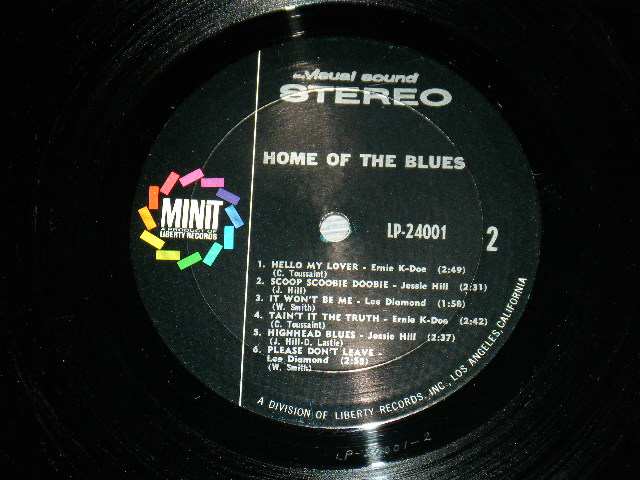 Visual sound
STEREO
HOME OF THE BLUES
MINIT
A PRODUCT OF
LIBERTY RECORDS
LP-24001
2
1. HELLO MY LOVER - Ernie K-Doe (2:49)
(C. Toussaint)
2. SCOOP SCOOBIE DOOBIE - Jessie Hill (2:31)
(J. Hill)
3. IT WON'T BE ME - Lee Diamond (1:58)
(W. Smith)
4. TAIN'T IT THE TRUTH - Ernie K-Doe (2:42)
(C. Toussaint)
5. HIGHHEAD BLUES - Jessie Hill (2:37)
(J. Hill-D. Lastie)
6. PLEASE DON'T LEAVE -
Lee Diamond (2:55)
(W. Smith)
A DIVISION OF LIBERTY RECORDS, INC., LOS ANGELES, CALIFORNIA